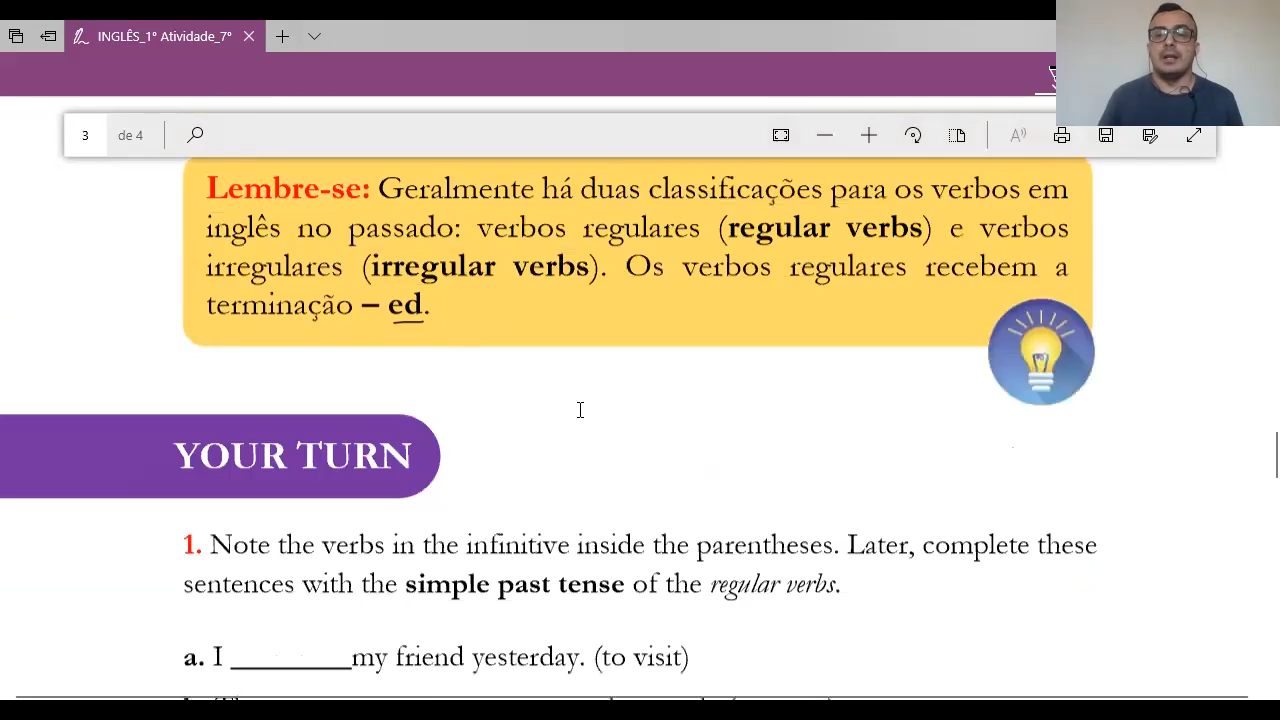 INGLÊS_1º Atividade_7º
3 de 4
Lembre-se: Geralmente há duas classificações para os verbos em
inglês no passado: verbos regulares (regular verbs) e verbos
irregulares (irregular verbs). Os verbos regulares recebem a
terminação – ed.
YOUR TURN
1. Note the verbs in the infinitive inside the parentheses. Later, complete these
sentences with the simple past tense of the regular verbs.
a. I _________my friend yesterday. (to visit)